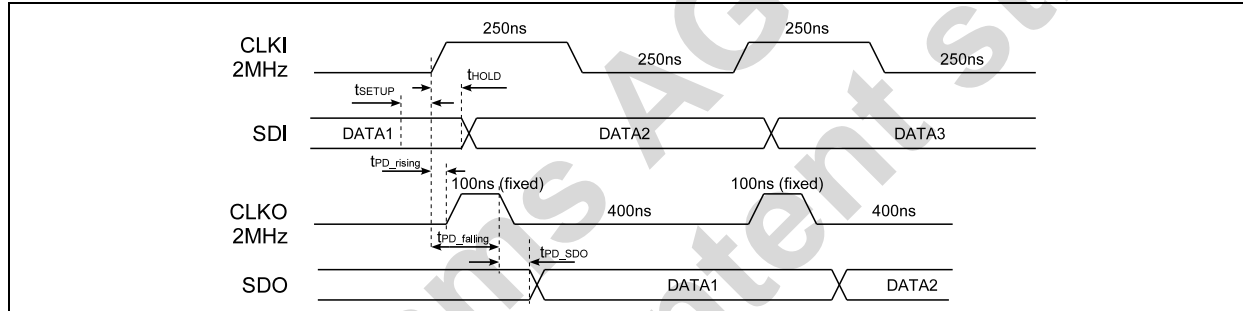 250ns 250ns
CLKI
2MHz
250ns 250ns
tSETUP tHOLD
SDI DATA1 DATA2 DATA3
tPD_rising
100ns (fixed) 100ns (fixed)
CLKO
2MHz
400ns 400ns
tPD_falling
tPD_SDO
SDO DATA1 DATA2